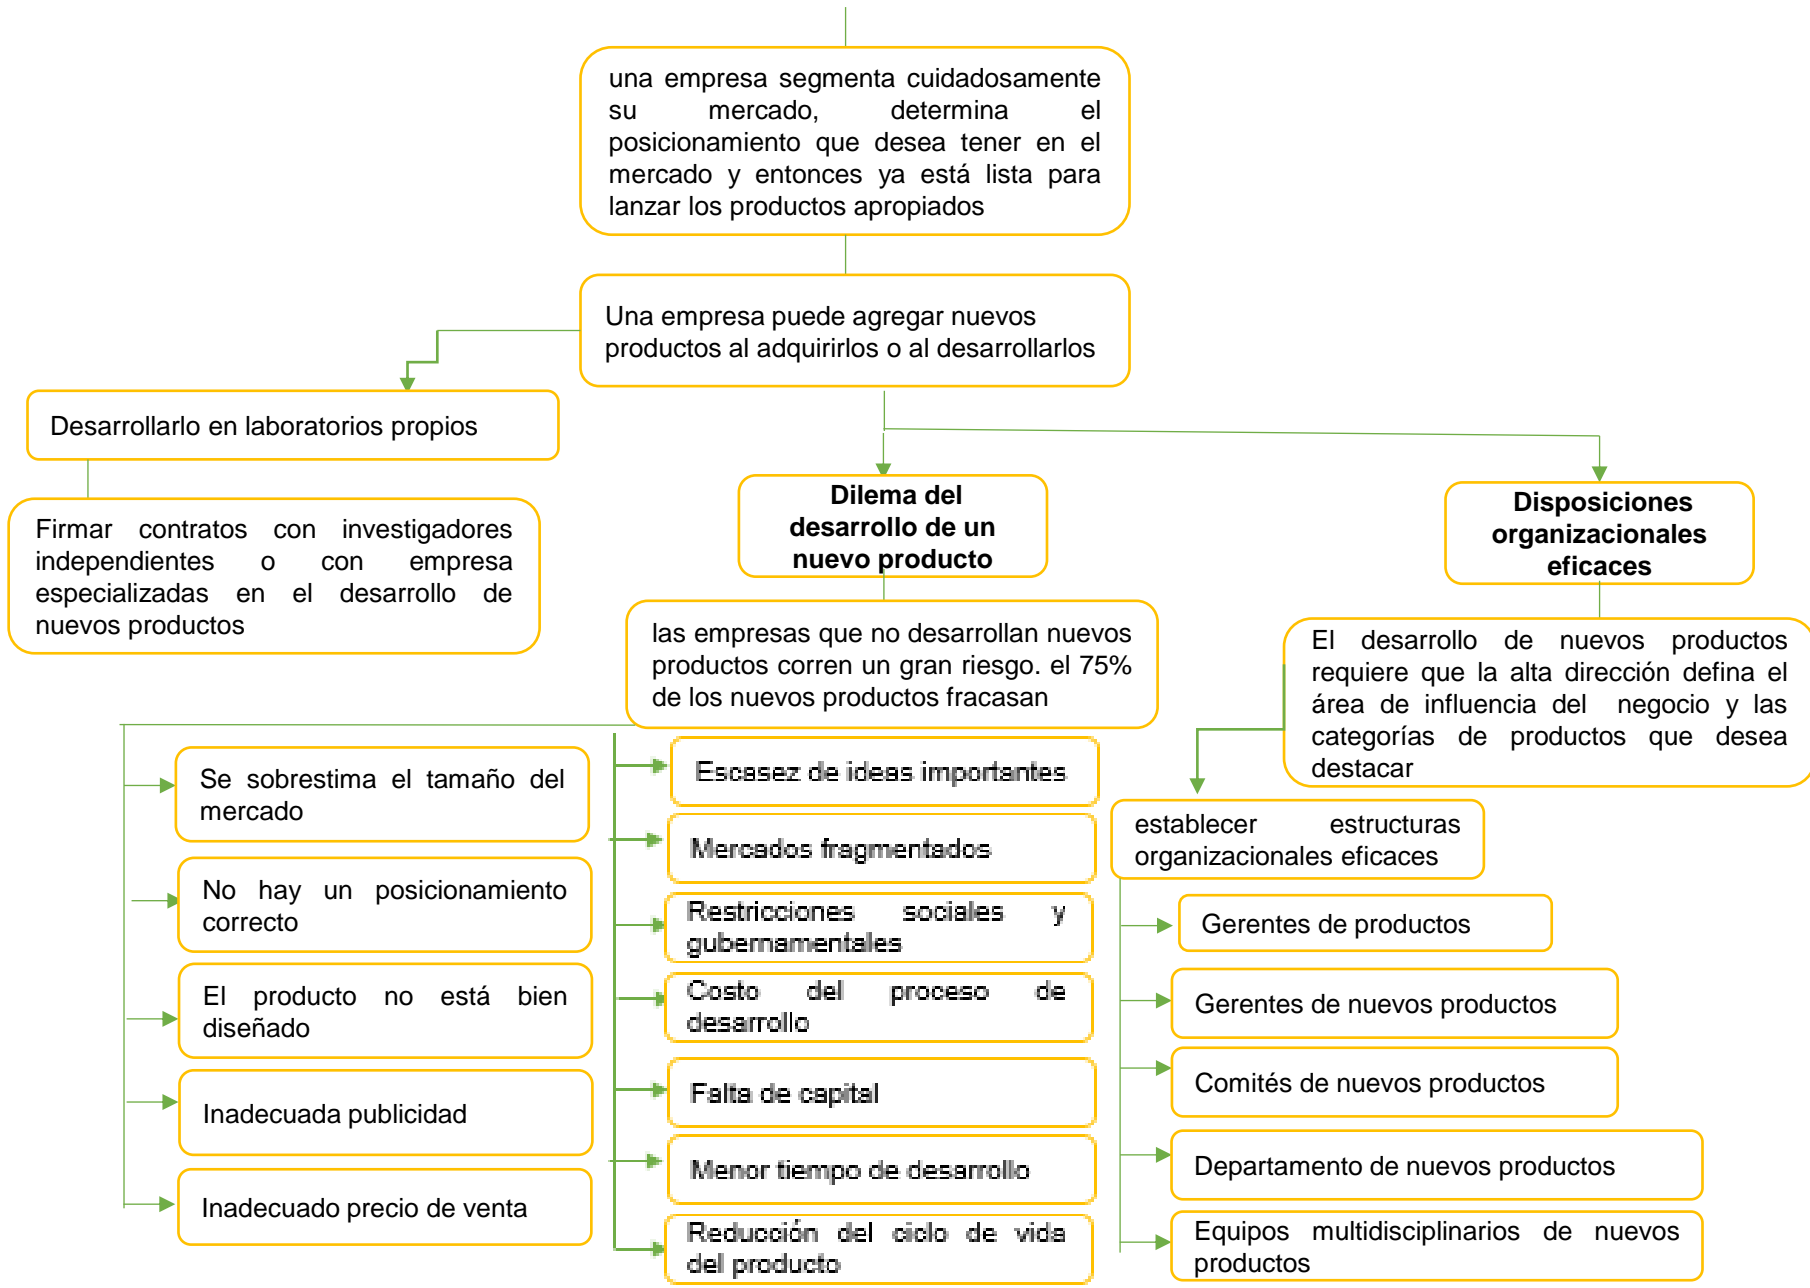 una empresa segmenta cuidadosamente
su mercado, determina el
posicionamiento que desea tener en el
mercado y entonces ya está lista para
lanzar los productos apropiados
Una empresa puede agregar nuevos
productos al adquirirlos o al desarrollarlos
Desarrollarlo en laboratorios propios
Firmar contratos con investigadores
independientes o con empresa
especializadas en el desarrollo de
nuevos productos
Dilema del
desarrollo de un
nuevo producto
Disposiciones
organizacionales
eficaces
las empresas que no desarrollan nuevos
productos corren un gran riesgo. el 75%
de los nuevos productos fracasan
El desarrollo de nuevos productos
requiere que la alta dirección defina el
área de influencia del negocio y las
categorías de productos que desea
destacar
Se sobrestima el tamaño del
mercado
No hay un posicionamiento
correcto
El producto no está bien
diseñado
Inadecuada publicidad
Inadecuado precio de venta
Escasez de ideas importantes
Mercados fragmentados
Restricciones sociales y
gubernamentales
Costo del proceso de
desarrollo
Falta de capital
Menor tiempo de desarrollo
Reducción del ciclo de vida
del producto
establecer estructuras
organizacionales eficaces
Gerentes de productos
Gerentes de nuevos productos
Comités de nuevos productos
Departamento de nuevos productos
Equipos multidisciplinarios de nuevos
productos